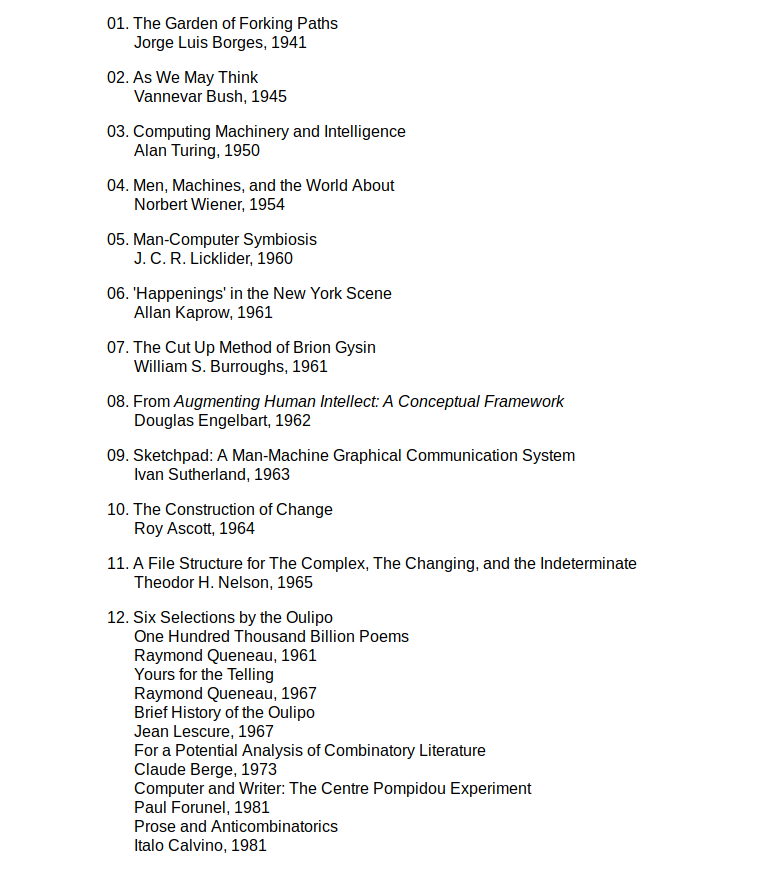 01. The Garden of Forking Paths
Jorge Luis Borges, 1941
02. As We May Think
Vannevar Bush, 1945
03. Computing Machinery and Intelligence
Alan Turing, 1950
04. Men, Machines, and the World About
Norbert Wiener, 1954
05. Man-Computer Symbiosis
J. C. R. Licklider, 1960
06. 'Happenings' in the New York Scene
Allan Kaprow, 1961
07. The Cut Up Method of Brion Gysin
William S. Burroughs, 1961
08. From Augmenting Human Intellect: A Conceptual Framework
Douglas Engelbart, 1962
09. Sketchpad: A Man-Machine Graphical Communication System
Ivan Sutherland, 1963
10. The Construction of Change
Roy Ascott, 1964
11. A File Structure for The Complex, The Changing, and the Indeterminate
Theodor H. Nelson, 1965
12. Six Selections by the Oulipo
One Hundred Thousand Billion Poems
Raymond Queneau, 1961
Yours for the Telling
Raymond Queneau, 1967
Brief History of the Oulipo
Jean Lescure, 1967
For a Potential Analysis of Combinatory Literature
Claude Berge, 1973
Computer and Writer: The Centre Pompidou Experiment
Paul Forunel, 1981
Prose and Anticombinatorics
Italo Calvino, 1981